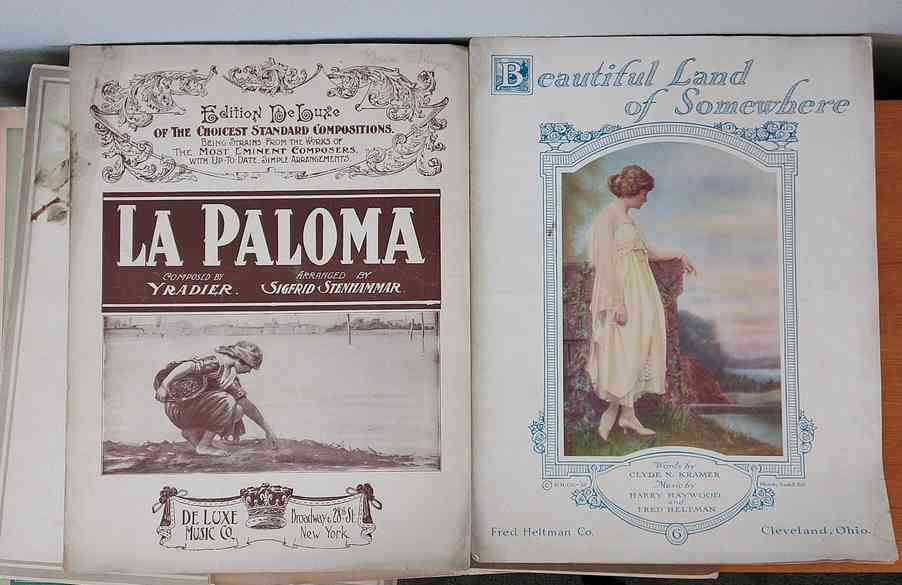 Edition DeLuxe
OF THE CHOICEST STANDARD COMPOSITIONS.
BEING STRAINS FROM THE WORKS OF
THE MOST EMINENT COMPOSERS,
WITH UP-TO-DATE, SIMPLE ARRANGEMENTS
LA PALOMA
COMPOSED BY
YRADIER.
ARRANGED BY
SIGFRID STENHAMMAR.
DE LUXE
MUSIC CO.
Broadway & 28th St.
New York
Beautiful Land
of Somewhere
Words by
CLYDE N. KRAMER
Music by
HARRY HAYWOOD
and
FRED HELTMAN
6
Fred Heltman Co.
Cleveland, Ohio.